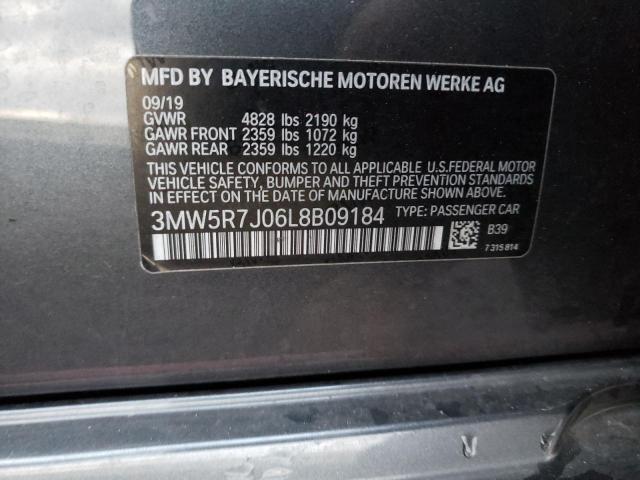 MFD BY BAYERISCHE MOTOREN WERKE AG
09/19
GVWR 4828 lbs 2190 kg
GAWR FRONT 2359 lbs 1072 kg
GAWR REAR 2359 lbs 1220 kg
THIS VEHICLE CONFORMS TO ALL APPLICABLE U.S.FEDERAL MOTOR
VEHICLE SAFETY, BUMPER AND THEFT PREVENTION STANDARDS
IN EFFECT ON THE DATE OF MANUFACTURE SHOWN ABOVE.
3MW5R7J06L8B09184 TYPE: PASSENGER CAR
B39
7 315 814
V S